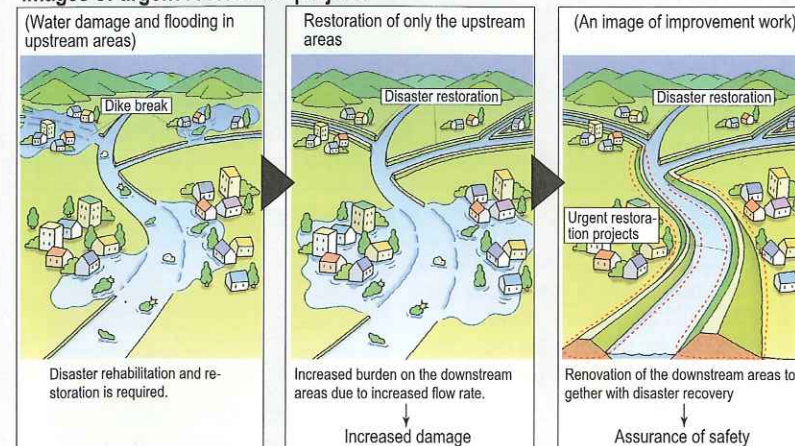 (Water damage and flooding in
upstream areas)
Dike break
Disaster rehabilitation and re-
storation is required.
Restoration of only the upstream
areas
Disaster restoration
Increased burden on the downstream
areas due to increased flow rate.
Increased damage
(An image of improvement work)
Disaster restoration
Urgent restora-
tion projects
Renovation of the downstream areas to-
gether with disaster recovery
Assurance of safety